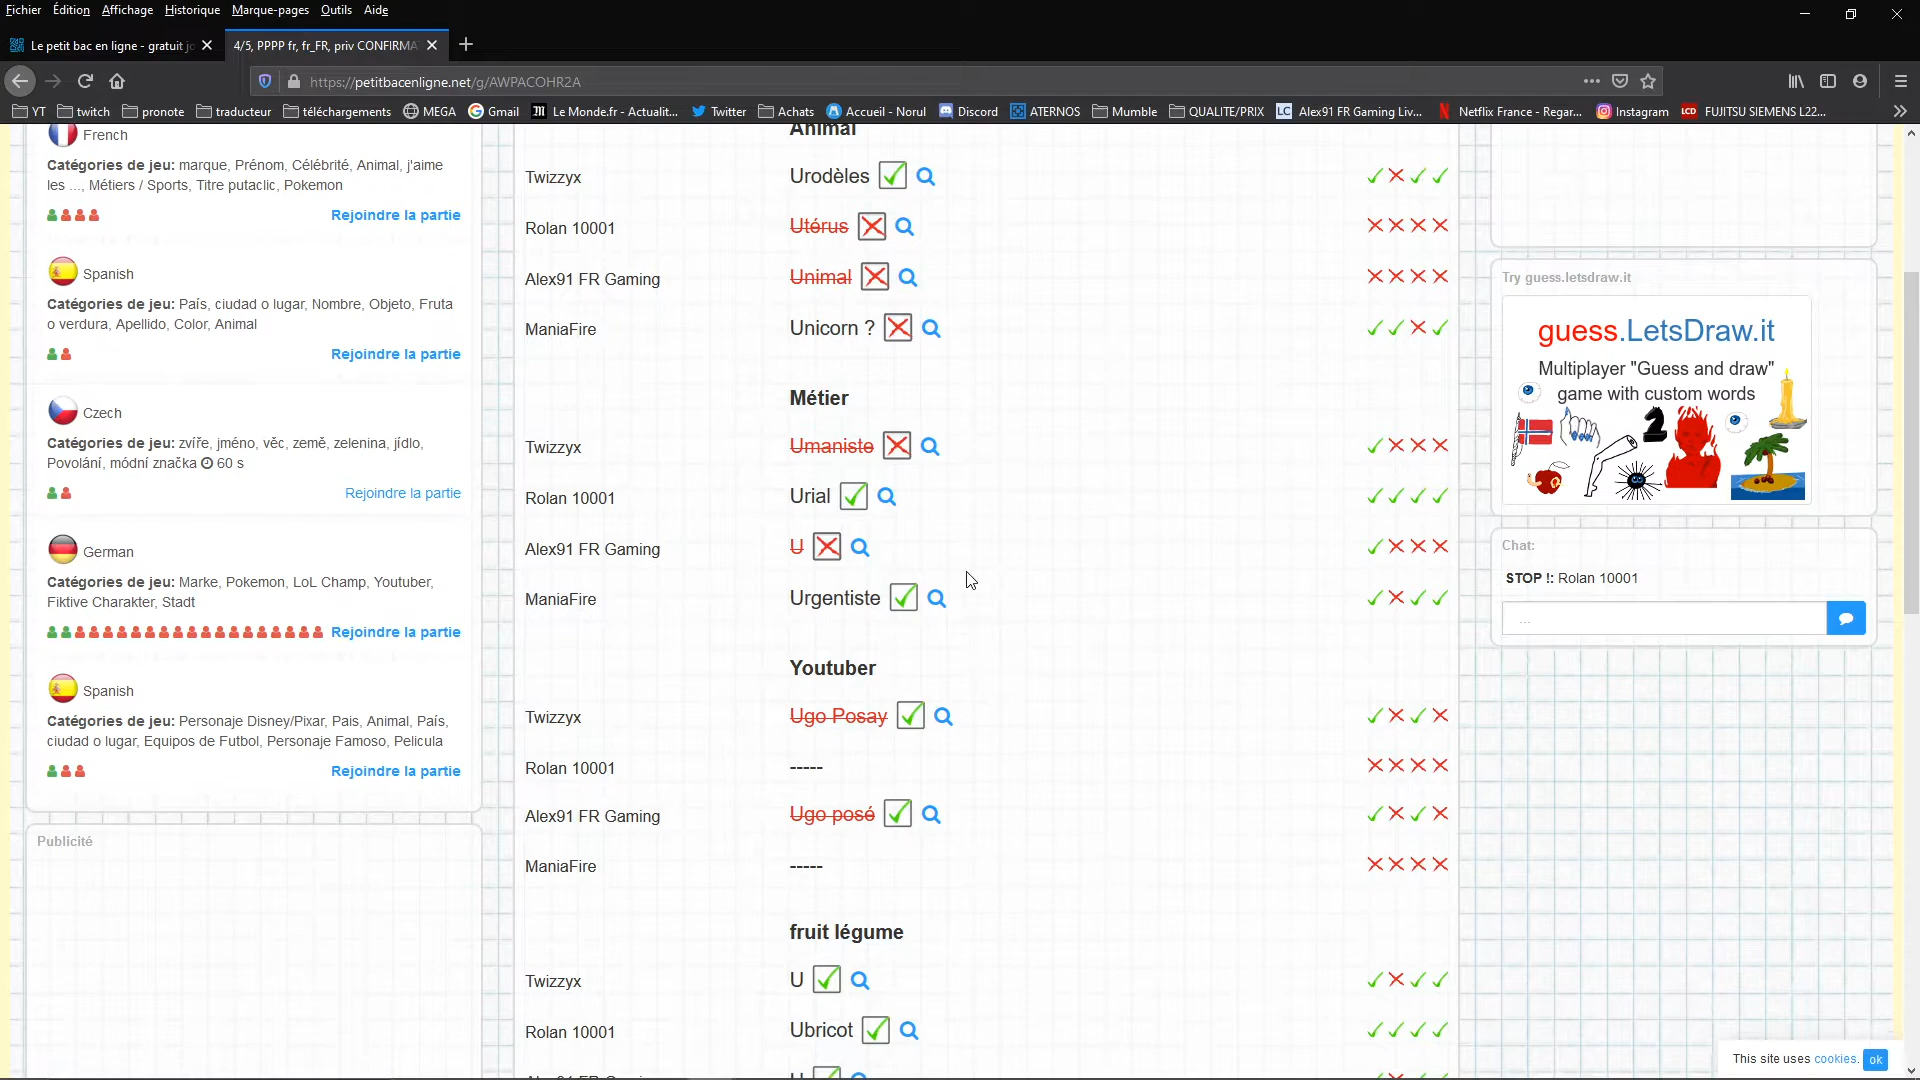 Fichier Édition Affichage Historique Marque-pages Outils Aide
Le petit bac en ligne - gratuit jo
4/5, PPPP fr, fr_FR, priv CONFIRMA
https://petitbacenligne.net/g/AWPACOHR2A
YT twitch pronote traducteur téléchargements MEGA Gmail Le Monde.fr - Actualit... Twitter Achats Accueil - Norul Discord ATERNOS Mumble QUALITE/PRIX Alex91 FR Gaming Liv... Netflix France - Regar... Instagram FUJITSU SIEMENS L22...
French
Catégories de jeu: marque, Prénom, Célébrité, Animal, j'aime
les ..., Métiers / Sports, Titre putaclic, Pokemon
Rejoindre la partie
Spanish
Catégories de jeu: País, ciudad o lugar, Nombre, Objeto, Fruta
o verdura, Apellido, Color, Animal
Rejoindre la partie
Czech
Catégories de jeu: zvíře, jméno, věc, země, zelenina, jídlo,
Povolání, módní značka 60 s
Rejoindre la partie
German
Catégories de jeu: Marke, Pokemon, LoL Champ, Youtuber,
Fiktive Charakter, Stadt
Rejoindre la partie
Spanish
Catégories de jeu: Personaje Disney/Pixar, Pais, Animal, País,
ciudad o lugar, Equipos de Futbol, Personaje Famoso, Pelicula
Rejoindre la partie
Publicité
Animal
Twizzyx Urodèles
Rolan 10001 Utérus
Alex91 FR Gaming Unimal
ManiaFire Unicorn ?
Métier
Twizzyx Umaniste
Rolan 10001 Urial
Alex91 FR Gaming U
ManiaFire Urgentiste
Youtuber
Twizzyx Ugo Posay
Rolan 10001 -----
Alex91 FR Gaming Ugo posé
ManiaFire -----
fruit légume
Twizzyx U
Rolan 10001 Ubricot
Alex91 FR Gaming U
Try guess.letsdraw.it
guess.LetsDraw.it
Multiplayer "Guess and draw"
game with custom words
Chat:
STOP !: Rolan 10001
...
This site uses cookies. ok